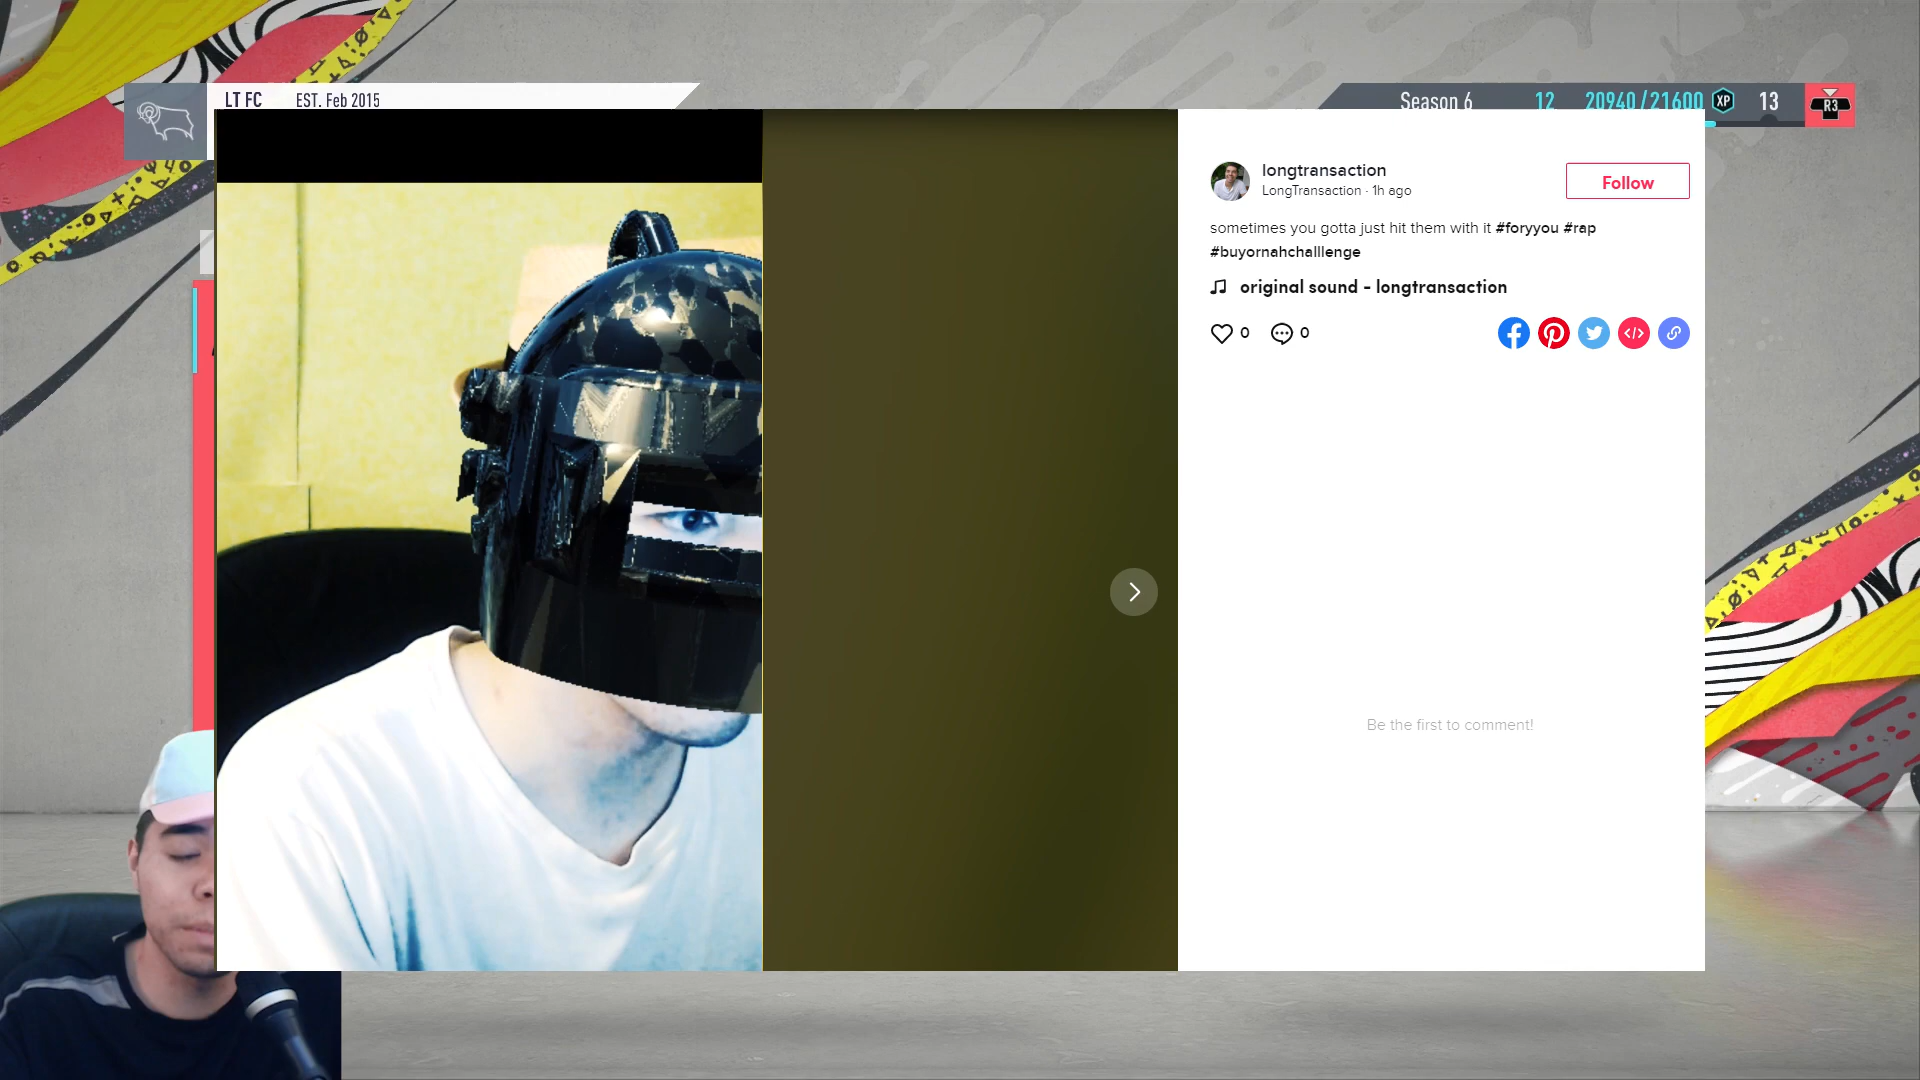 LT FC EST. Feb 2015
Season 6 12 20940 / 21600 XP 13 R3
longtransaction
LongTransaction · 1h ago
Follow
sometimes you gotta just hit them with it #foryyou #rap
#buyornahchalllenge
original sound - longtransaction
0 0
Be the first to comment!